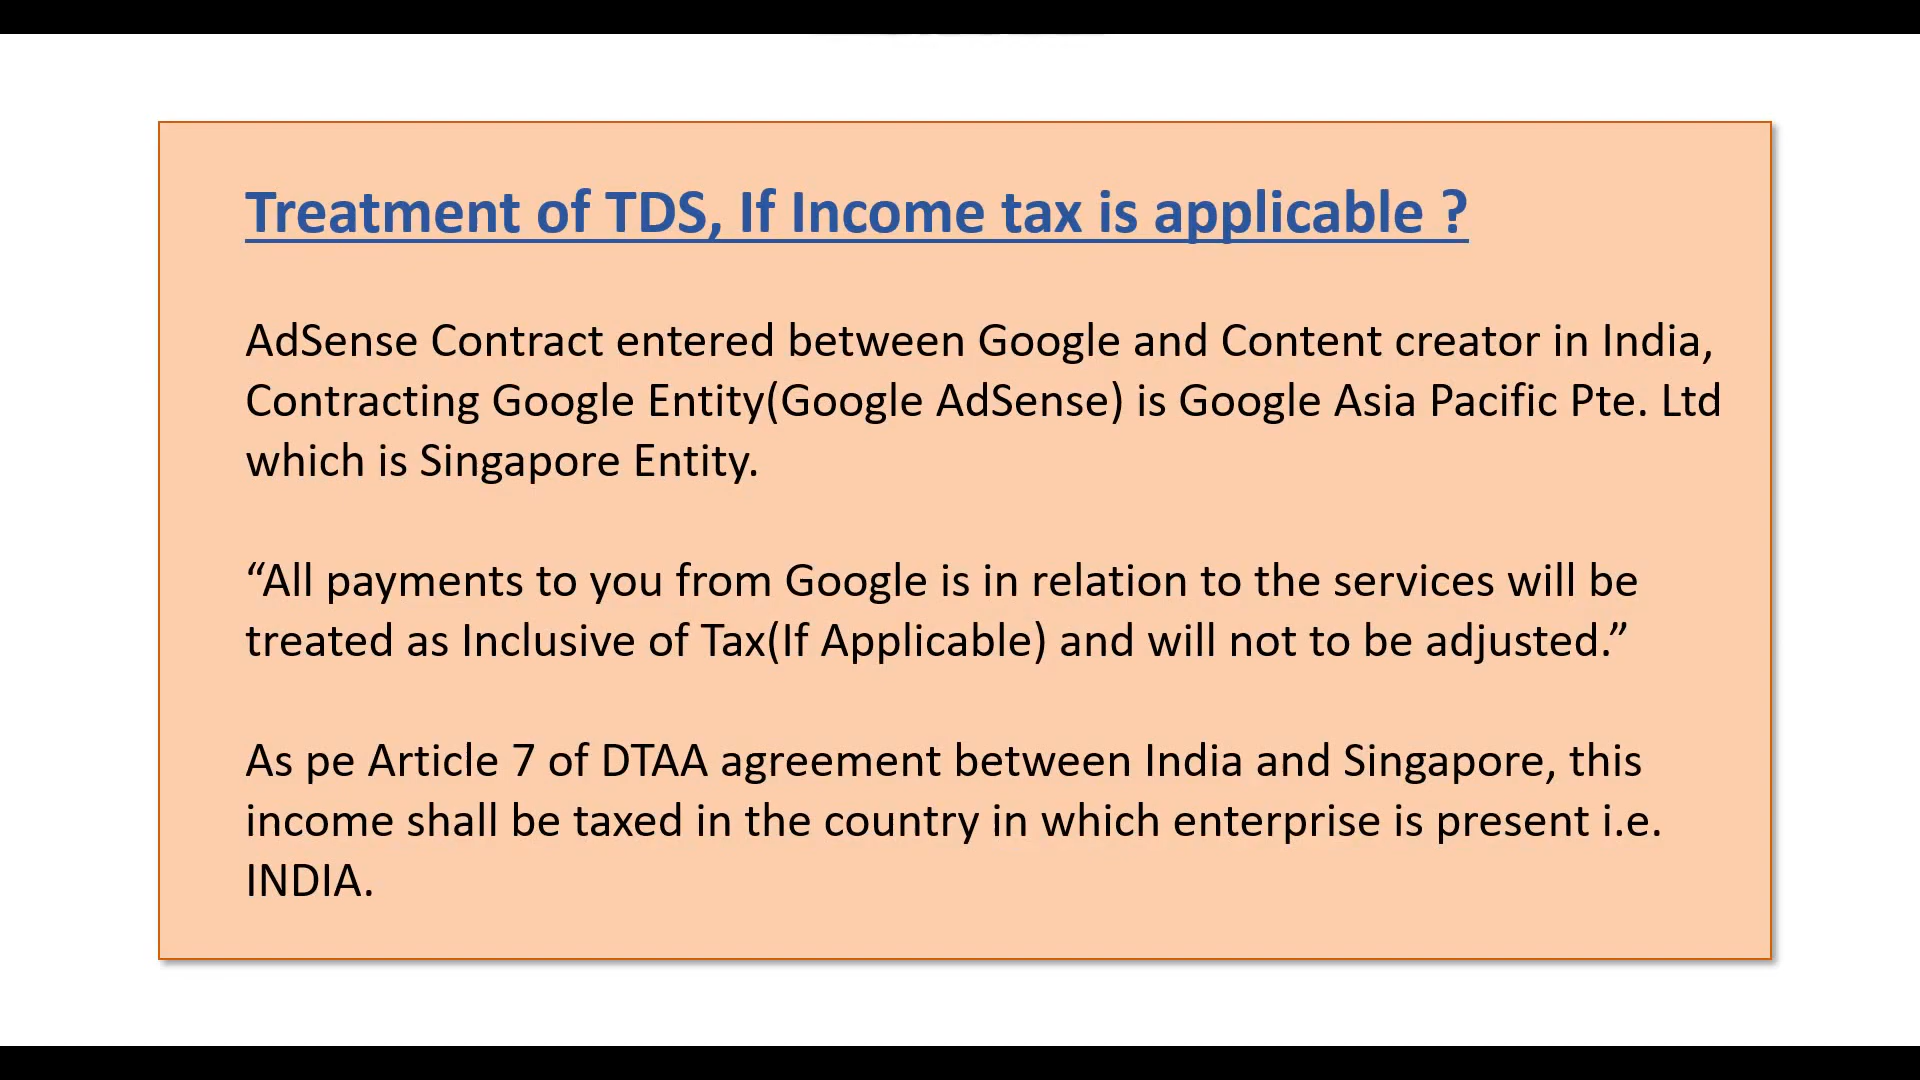 Treatment of TDS, If Income tax is applicable ?
AdSense Contract entered between Google and Content creator in India,
Contracting Google Entity(Google AdSense) is Google Asia Pacific Pte. Ltd
which is Singapore Entity.
“All payments to you from Google is in relation to the services will be
treated as Inclusive of Tax(If Applicable) and will not to be adjusted.”
As pe Article 7 of DTAA agreement between India and Singapore, this
income shall be taxed in the country in which enterprise is present i.e.
INDIA.